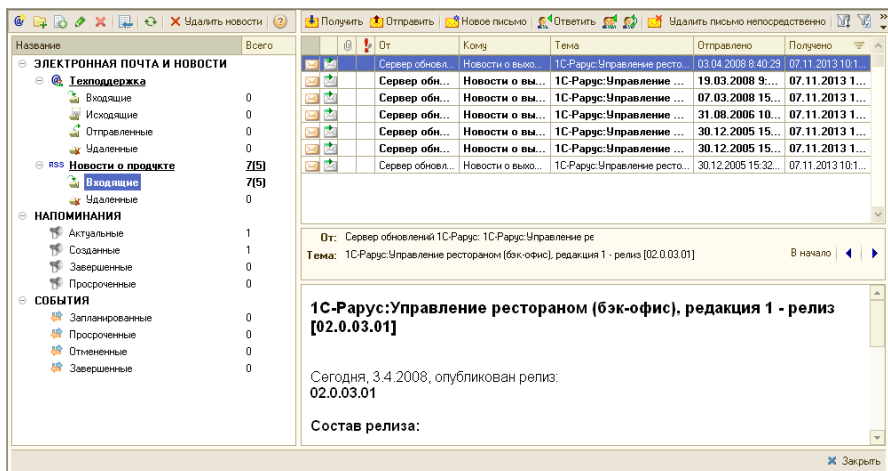 Удалить новости
Получить Отправить Новое письмо Ответить Удалить письмо непосредственно
Название Всего
От Кому Тема Отправлено Получено
ЭЛЕКТРОННАЯ ПОЧТА И НОВОСТИ
Техподдержка
Входящие 0
Исходящие 0
Отправленные 0
Удаленные 0
RSS Новости о продукте 7(5)
Входящие 7(5)
Удаленные 0
НАПОМИНАНИЯ
Актуальные 1
Созданные 1
Завершенные 0
Просроченные 0
СОБЫТИЯ
Запланированные 0
Просроченные 0
Отмененные 0
Завершенные 0
Сервер обновл... Новости о выхо... 1С-Рарус:Управление ресто... 03.04.2008 8:40:29 07.11.2013 10:1...
Сервер обн... Новости о вы... 1С-Рарус:Управление ... 19.03.2008 9:... 07.11.2013 1...
Сервер обн... Новости о вы... 1С-Рарус:Управление ... 07.03.2008 15... 07.11.2013 1...
Сервер обн... Новости о вы... 1С-Рарус:Управление ... 31.08.2006 10... 07.11.2013 1...
Сервер обн... Новости о вы... 1С-Рарус:Управление ... 30.12.2005 15... 07.11.2013 1...
Сервер обн... Новости о вы... 1С-Рарус:Управление ... 30.12.2005 15... 07.11.2013 1...
Сервер обновл... Новости о выхо... 1С-Рарус:Управление ресто... 30.12.2005 15:32... 07.11.2013 10:1...
От: Сервер обновлений 1С-Рарус: 1С-Рарус:Управление ре
Тема: 1С-Рарус:Управление рестораном (бэк-офис), редакция 1 - релиз [02.0.03.01]
В начало
1С-Рарус:Управление рестораном (бэк-офис), редакция 1 - релиз
[02.0.03.01]
Сегодня, 3.4.2008, опубликован релиз:
02.0.03.01
Состав релиза:
Закрыть